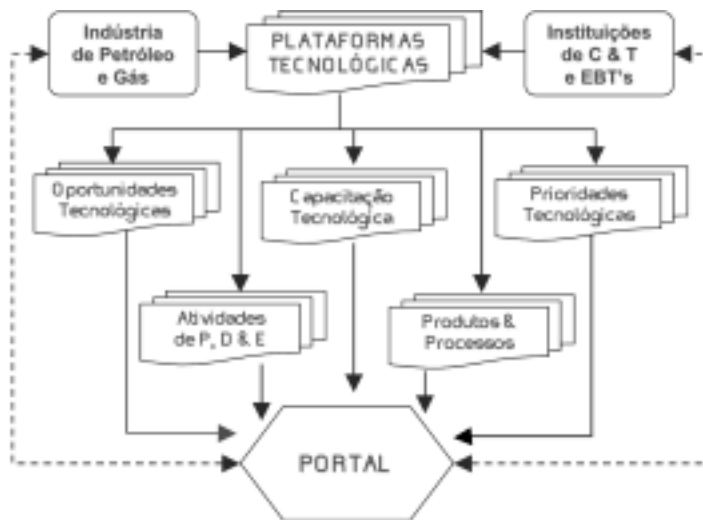 Indústria
de Petróleo
e Gás
PLATAFORMAS
TECNOLÓGICAS
Instituições
de C & T
e EBT's
Oportunidades
Tecnológicas
Capacitação
Tecnológica
Prioridades
Tecnológicas
Atividades
de P, D & E
Produtos &
Processos
PORTAL